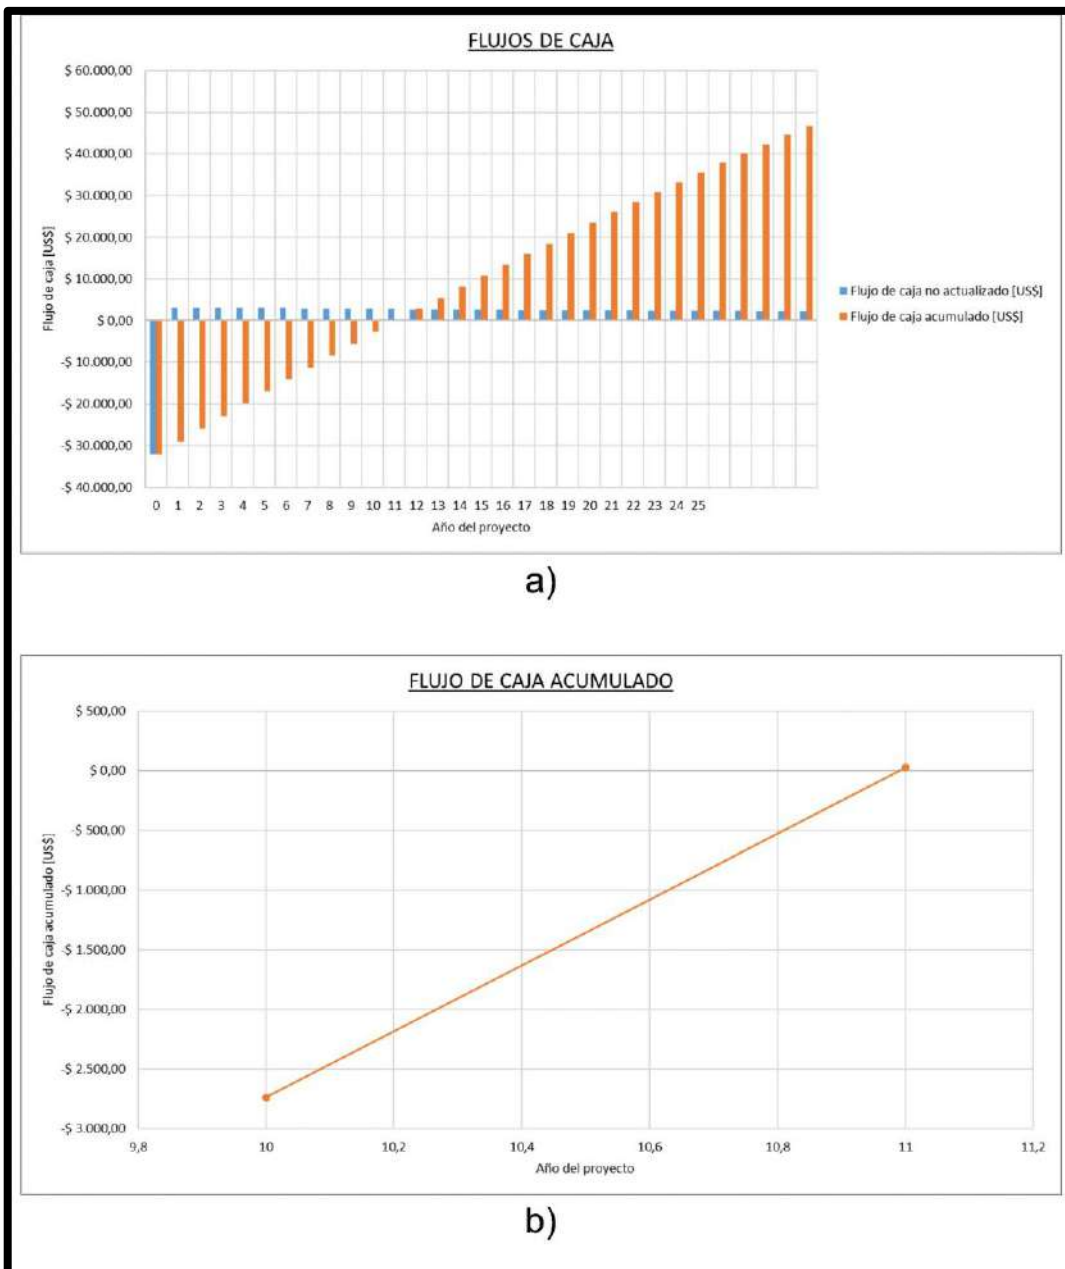 FLUJOS DE CAJA
$ 60.000,00
$ 50.000,00
$ 40.000,00
$ 30.000,00
$ 20.000,00
$ 10.000,00
$ 0,00
-$ 10.000,00
-$ 20.000,00
-$ 30.000,00
-$ 40.000,00
Flujo de caja [US$]
0 1 2 3 4 5 6 7 8 9 10 11 12 13 14 15 16 17 18 19 20 21 22 23 24 25
Año del proyecto
Flujo de caja no actualizado [US$]
Flujo de caja acumulado [US$]
a)
FLUJO DE CAJA ACUMULADO
$ 500,00
$ 0,00
-$ 500,00
-$ 1.000,00
-$ 1.500,00
-$ 2.000,00
-$ 2.500,00
-$ 3.000,00
Flujo de caja acumulado [US$]
9,8 10 10,2 10,4 10,6 10,8 11 11,2
Año del proyecto
b)